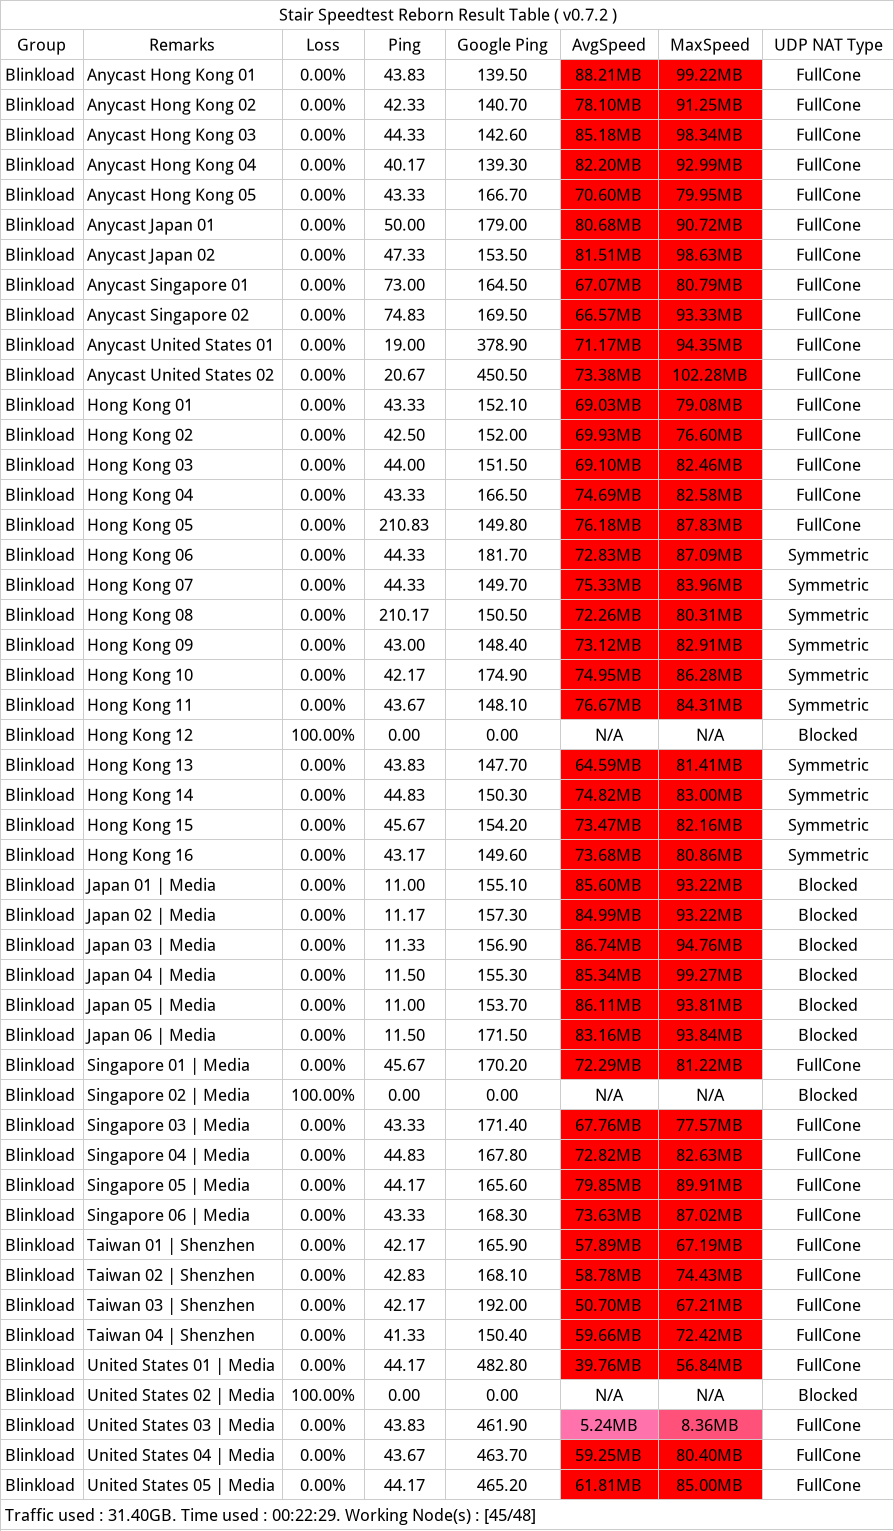 Stair Speedtest Reborn Result Table ( v0.7.2 )
Group Remarks Loss Ping Google Ping AvgSpeed MaxSpeed UDP NAT Type
Blinkload Anycast Hong Kong 01 0.00% 43.83 139.50 88.21MB 99.22MB FullCone
Blinkload Anycast Hong Kong 02 0.00% 42.33 140.70 78.10MB 91.25MB FullCone
Blinkload Anycast Hong Kong 03 0.00% 44.33 142.60 85.18MB 98.34MB FullCone
Blinkload Anycast Hong Kong 04 0.00% 40.17 139.30 82.20MB 92.99MB FullCone
Blinkload Anycast Hong Kong 05 0.00% 43.33 166.70 70.60MB 79.95MB FullCone
Blinkload Anycast Japan 01 0.00% 50.00 179.00 80.68MB 90.72MB FullCone
Blinkload Anycast Japan 02 0.00% 47.33 153.50 81.51MB 98.63MB FullCone
Blinkload Anycast Singapore 01 0.00% 73.00 164.50 67.07MB 80.79MB FullCone
Blinkload Anycast Singapore 02 0.00% 74.83 169.50 66.57MB 93.33MB FullCone
Blinkload Anycast United States 01 0.00% 19.00 378.90 71.17MB 94.35MB FullCone
Blinkload Anycast United States 02 0.00% 20.67 450.50 73.38MB 102.28MB FullCone
Blinkload Hong Kong 01 0.00% 43.33 152.10 69.03MB 79.08MB FullCone
Blinkload Hong Kong 02 0.00% 42.50 152.00 69.93MB 76.60MB FullCone
Blinkload Hong Kong 03 0.00% 44.00 151.50 69.10MB 82.46MB FullCone
Blinkload Hong Kong 04 0.00% 43.33 166.50 74.69MB 82.58MB FullCone
Blinkload Hong Kong 05 0.00% 210.83 149.80 76.18MB 87.83MB FullCone
Blinkload Hong Kong 06 0.00% 44.33 181.70 72.83MB 87.09MB Symmetric
Blinkload Hong Kong 07 0.00% 44.33 149.70 75.33MB 83.96MB Symmetric
Blinkload Hong Kong 08 0.00% 210.17 150.50 72.26MB 80.31MB Symmetric
Blinkload Hong Kong 09 0.00% 43.00 148.40 73.12MB 82.91MB Symmetric
Blinkload Hong Kong 10 0.00% 42.17 174.90 74.95MB 86.28MB Symmetric
Blinkload Hong Kong 11 0.00% 43.67 148.10 76.67MB 84.31MB Symmetric
Blinkload Hong Kong 12 100.00% 0.00 0.00 N/A N/A Blocked
Blinkload Hong Kong 13 0.00% 43.83 147.70 64.59MB 81.41MB Symmetric
Blinkload Hong Kong 14 0.00% 44.83 150.30 74.82MB 83.00MB Symmetric
Blinkload Hong Kong 15 0.00% 45.67 154.20 73.47MB 82.16MB Symmetric
Blinkload Hong Kong 16 0.00% 43.17 149.60 73.68MB 80.86MB Symmetric
Blinkload Japan 01 | Media 0.00% 11.00 155.10 85.60MB 93.22MB Blocked
Blinkload Japan 02 | Media 0.00% 11.17 157.30 84.99MB 93.22MB Blocked
Blinkload Japan 03 | Media 0.00% 11.33 156.90 86.74MB 94.76MB Blocked
Blinkload Japan 04 | Media 0.00% 11.50 155.30 85.34MB 99.27MB Blocked
Blinkload Japan 05 | Media 0.00% 11.00 153.70 86.11MB 93.81MB Blocked
Blinkload Japan 06 | Media 0.00% 11.50 171.50 83.16MB 93.84MB Blocked
Blinkload Singapore 01 | Media 0.00% 45.67 170.20 72.29MB 81.22MB FullCone
Blinkload Singapore 02 | Media 100.00% 0.00 0.00 N/A N/A Blocked
Blinkload Singapore 03 | Media 0.00% 43.33 171.40 67.76MB 77.57MB FullCone
Blinkload Singapore 04 | Media 0.00% 44.83 167.80 72.82MB 82.63MB FullCone
Blinkload Singapore 05 | Media 0.00% 44.17 165.60 79.85MB 89.91MB FullCone
Blinkload Singapore 06 | Media 0.00% 43.33 168.30 73.63MB 87.02MB FullCone
Blinkload Taiwan 01 | Shenzhen 0.00% 42.17 165.90 57.89MB 67.19MB FullCone
Blinkload Taiwan 02 | Shenzhen 0.00% 42.83 168.10 58.78MB 74.43MB FullCone
Blinkload Taiwan 03 | Shenzhen 0.00% 42.17 192.00 50.70MB 67.21MB FullCone
Blinkload Taiwan 04 | Shenzhen 0.00% 41.33 150.40 59.66MB 72.42MB FullCone
Blinkload United States 01 | Media 0.00% 44.17 482.80 39.76MB 56.84MB FullCone
Blinkload United States 02 | Media 100.00% 0.00 0.00 N/A N/A Blocked
Blinkload United States 03 | Media 0.00% 43.83 461.90 5.24MB 8.36MB FullCone
Blinkload United States 04 | Media 0.00% 43.67 463.70 59.25MB 80.40MB FullCone
Blinkload United States 05 | Media 0.00% 44.17 465.20 61.81MB 85.00MB FullCone
Traffic used : 31.40GB. Time used : 00:22:29. Working Node(s) : [45/48]